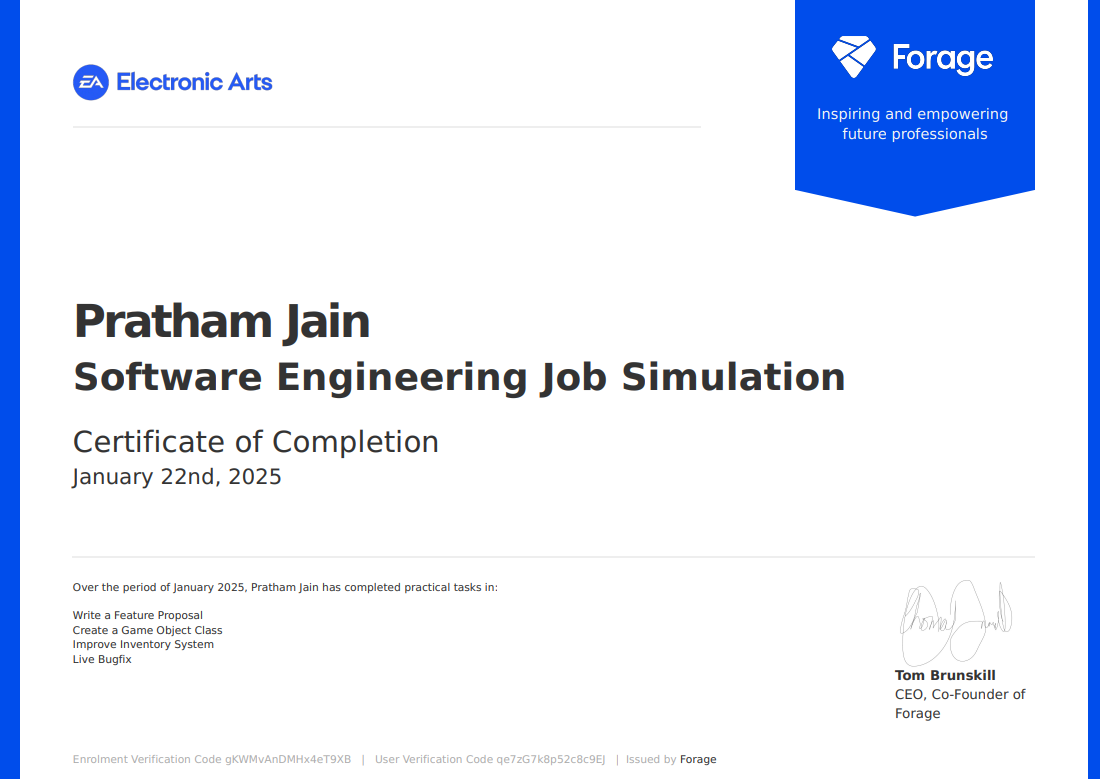 EA Electronic Arts
Forage
Inspiring and empowering
future professionals
Pratham Jain
Software Engineering Job Simulation
Certificate of Completion
January 22nd, 2025
Over the period of January 2025, Pratham Jain has completed practical tasks in:
Write a Feature Proposal
Create a Game Object Class
Improve Inventory System
Live Bugfix
Tom Brunskill
CEO, Co-Founder of
Forage
Enrolment Verification Code gKWMvAnDMHx4eT9XB | User Verification Code qe7zG7k8p52c8c9EJ | Issued by Forage